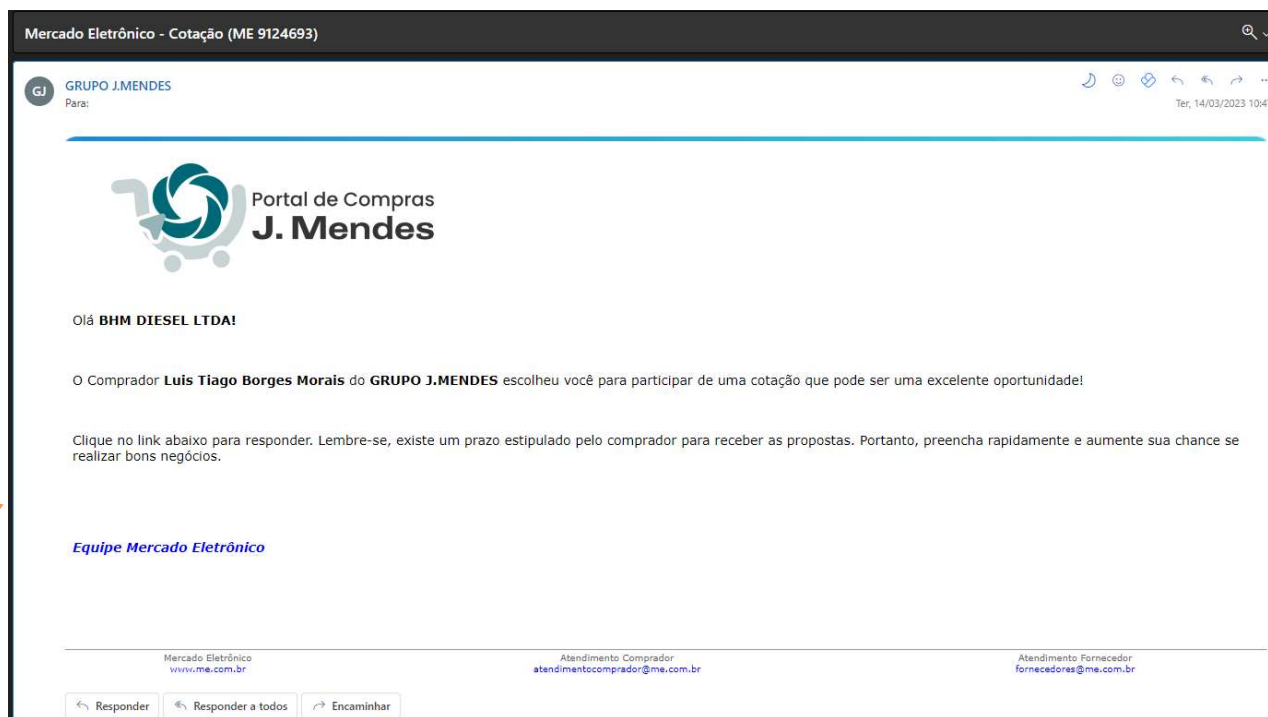 Mercado Eletrônico - Cotação (ME 9124693)
GJ
GRUPO J.MENDES
Para:
Ter, 14/03/2023
Portal de Compras
J. Mendes
Olá BHM DIESEL LTDA!
O Comprador Luis Tiago Borges Morais do GRUPO J.MENDES escolheu você para participar de uma cotação que pode ser uma excelente oportunidade!
Clique no link abaixo para responder. Lembre-se, existe um prazo estipulado pelo comprador para receber as propostas. Portanto, preencha rapidamente e aumente sua chance se
realizar bons negócios.
Equipe Mercado Eletrônico
Mercado Eletrônico Atendimento Comprador Atendimento Fornecedor
www.me.com.br atendimentocomprador@me.com.br fornecedores@me.com.br
Responder Responder a todos Encaminhar